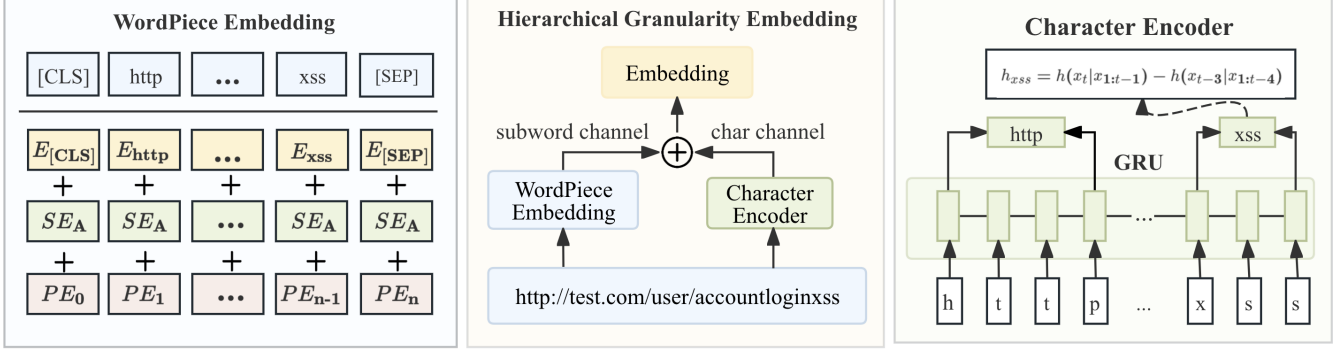 WordPiece Embedding
[CLS] http ... xss [SEP]
E[CLS] Ehttp ... Exss E[SEP]
+ + + + +
SEA SEA ... SEA SEA
+ + + + +
PE0 PE1 ... PEn-1 PEn
Hierarchical Granularity Embedding
Embedding
subword channel char channel
+
WordPiece
Embedding
Character
Encoder
http://test.com/user/accountloginxss
Character Encoder
hxss = h(xt|x1:t−1) − h(xt−3|x1:t−4)
http xss
GRU
...
h t t p ... x s s